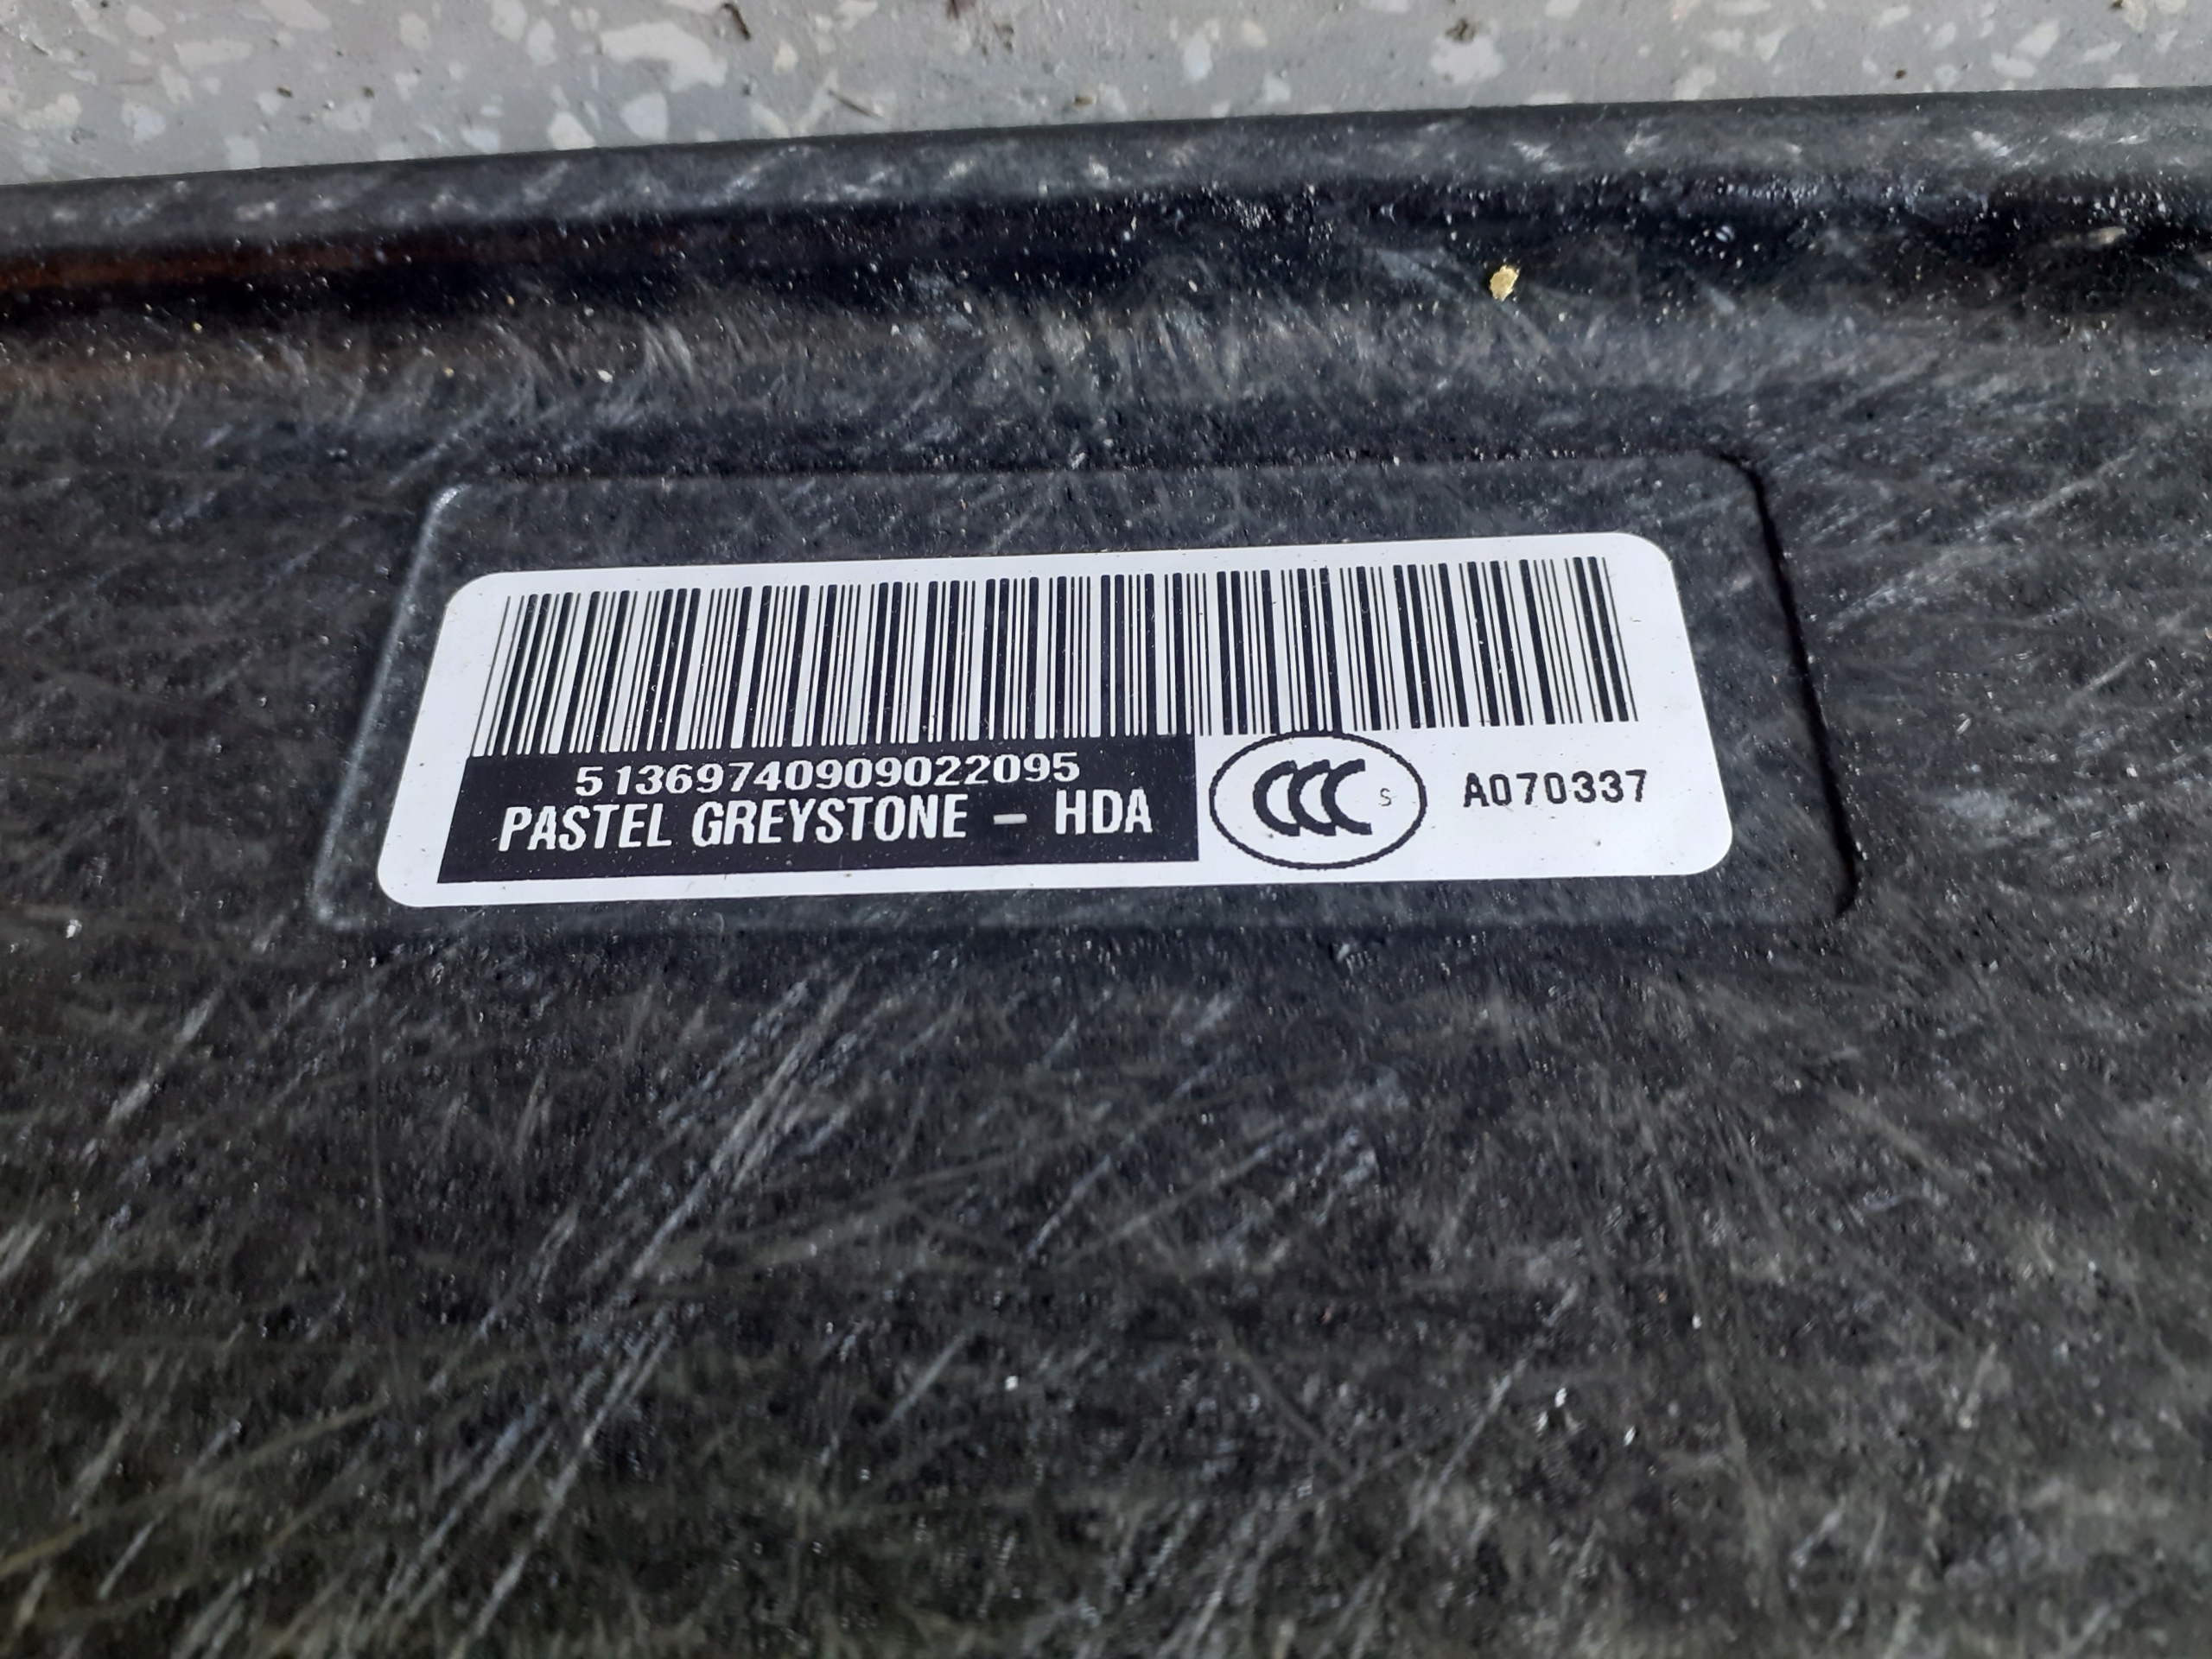 51369740909022095
PASTEL GREYSTONE - HDA
CCC S
A070337